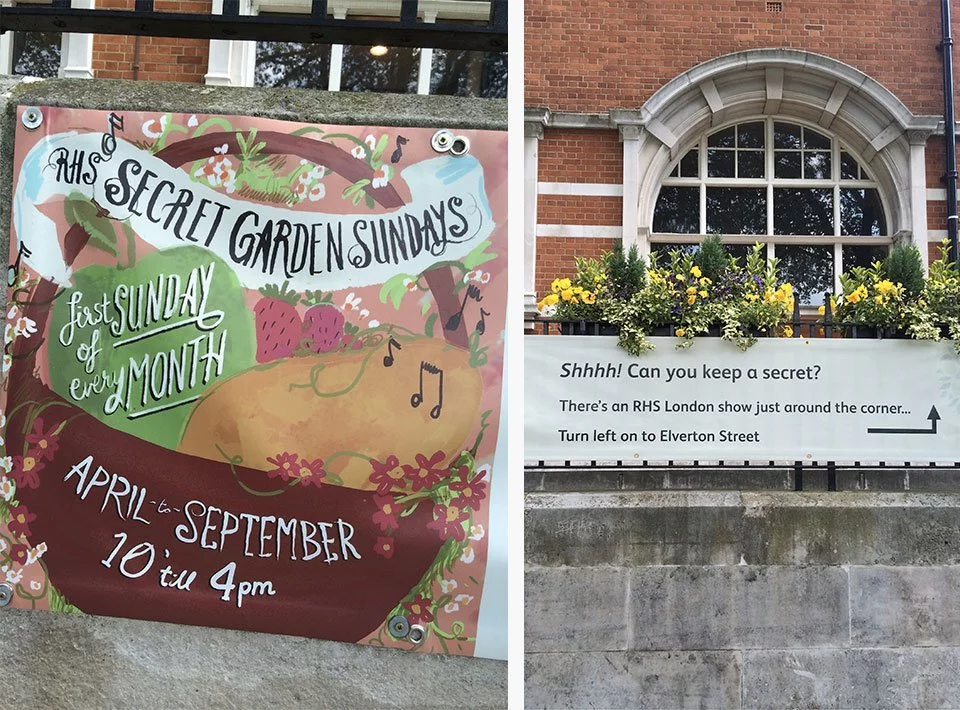 RHS SECRET GARDEN SUNDAYS
first SUNDAY
of
every MONTH
APRIL -to- SEPTEMBER
10 'till 4pm
Shhhh! Can you keep a secret?
There's an RHS London show just around the corner...
Turn left on to Elverton Street